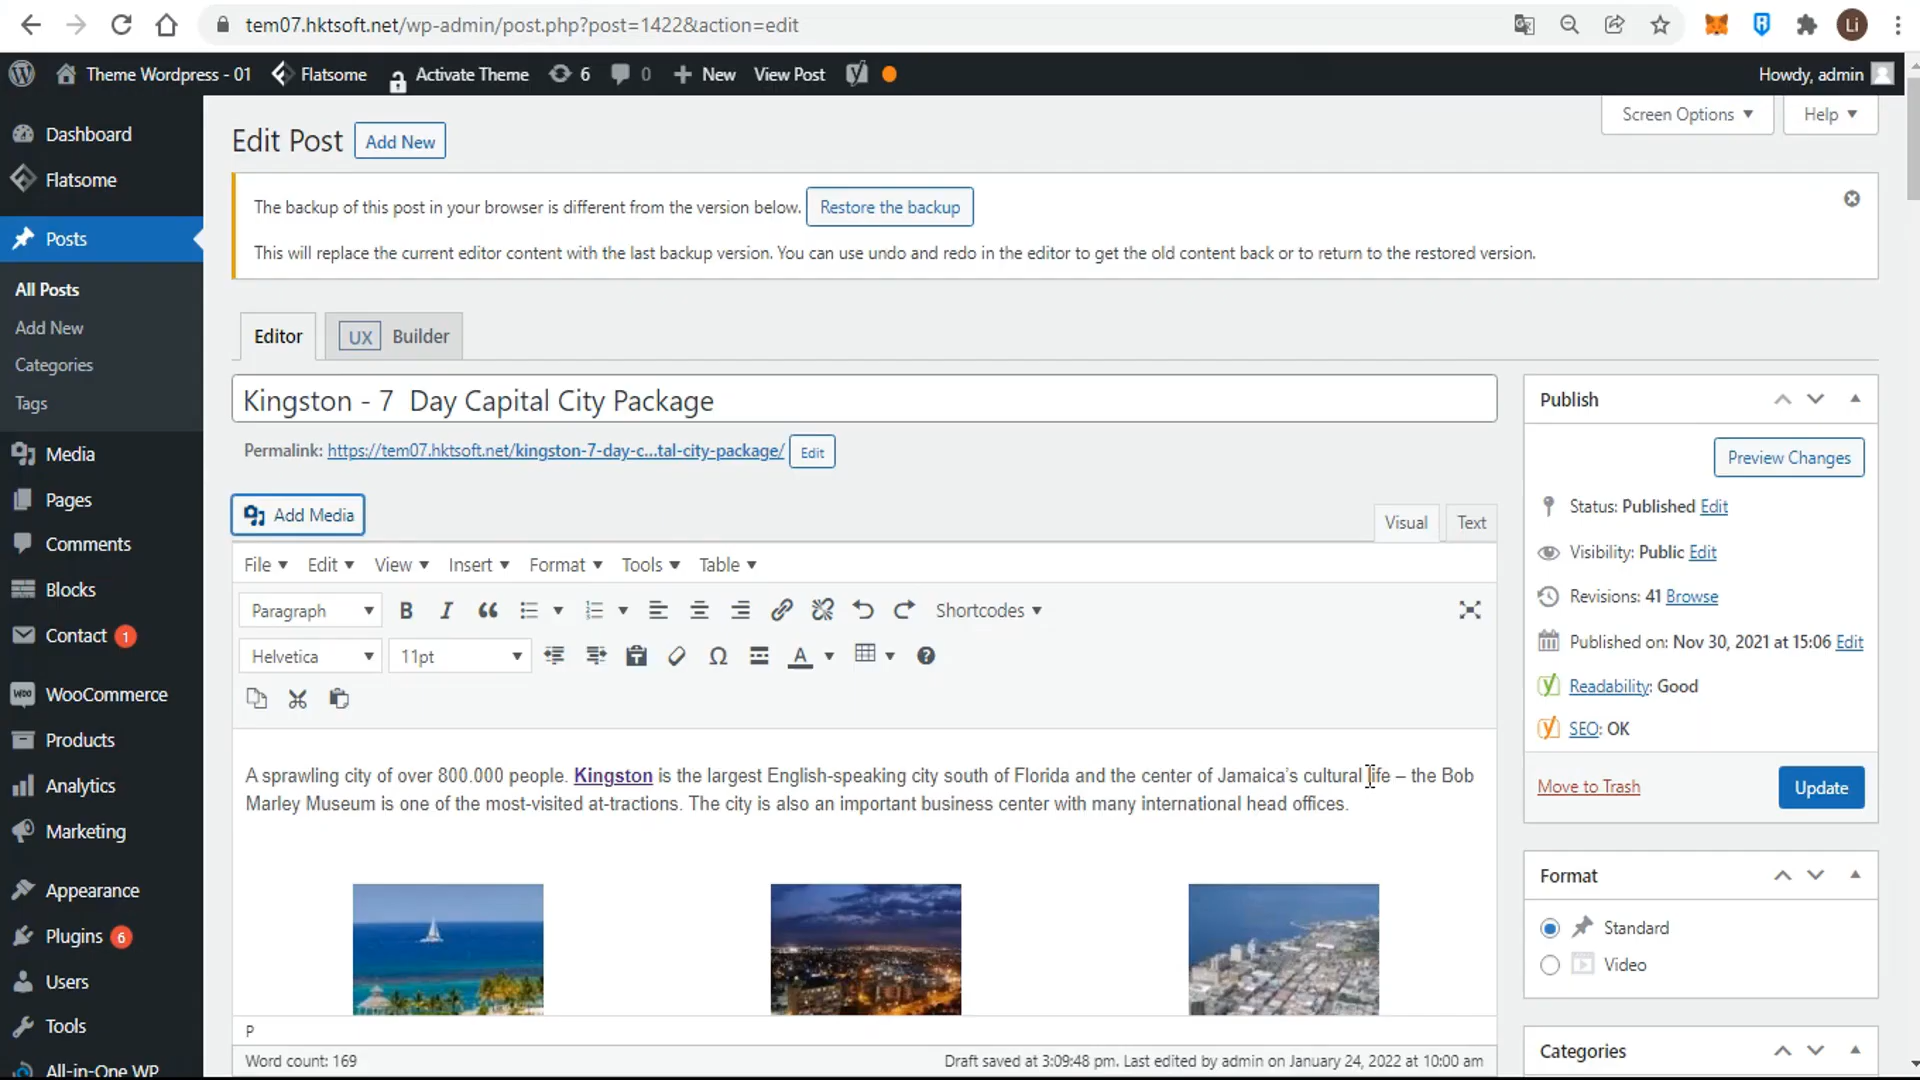 tem07.hktsoft.net/wp-admin/post.php?post=1422&action=edit
Li
Theme Wordpress - 01
Flatsome
Activate Theme
6
0
New
View Post
Howdy, admin
Dashboard
Flatsome
Posts
All Posts
Add New
Categories
Tags
Media
Pages
Comments
Blocks
Contact 1
WooCommerce
Products
Analytics
Marketing
Appearance
Plugins 6
Users
Tools
All-in-One WP
Screen Options
Help
Edit Post
Add New
The backup of this post in your browser is different from the version below. Restore the backup
This will replace the current editor content with the last backup version. You can use undo and redo in the editor to get the old content back or to return to the restored version.
Editor
UX Builder
Kingston - 7  Day Capital City Package
Permalink: https://tem07.hktsoft.net/kingston-7-day-c...tal-city-package/ Edit
Add Media
Visual
Text
File
Edit
View
Insert
Format
Tools
Table
Paragraph
Shortcodes
Helvetica
11pt
A sprawling city of over 800.000 people. Kingston is the largest English-speaking city south of Florida and the center of Jamaica's cultural life – the Bob
Marley Museum is one of the most-visited at-tractions. The city is also an important business center with many international head offices.
P
Word count: 169
Draft saved at 3:09:48 pm. Last edited by admin on January 24, 2022 at 10:00 am
Publish
Preview Changes
Status: Published Edit
Visibility: Public Edit
Revisions: 41 Browse
Published on: Nov 30, 2021 at 15:06 Edit
Readability: Good
SEO: OK
Move to Trash
Update
Format
Standard
Video
Categories